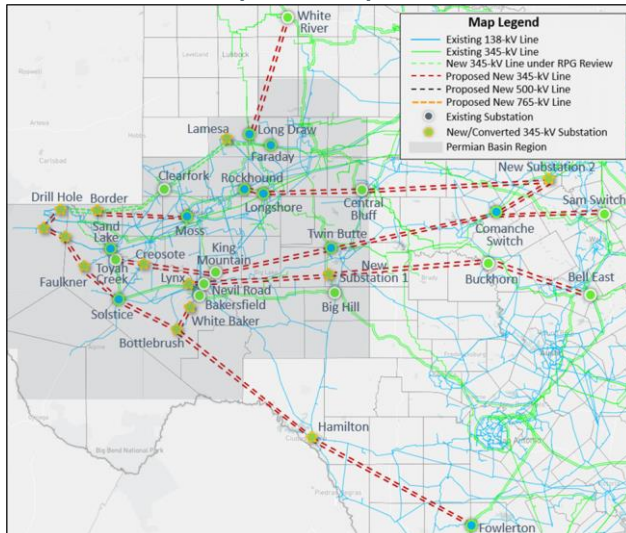 White
River
Map Legend
Existing 138-kV Line
Existing 345-kV Line
New 345-kV Line under RPG Review
Proposed New 345-kV Line
Proposed New 500-kV Line
Proposed New 765-kV Line
Existing Substation
New/Converted 345-kV Substation
Permian Basin Region
Lubbock
Lamesa
Long Draw
Faraday
Clearfork
Rockhound
Longshore
Central
Bluff
New Substation 2
Drill Hole
Border
Sand
Lake
Moss
Twin Butte
Comanche
Switch
Sam Switch
Toyah
Creek
Creosote
King
Mountain
Lynx
Nevil Road
New
Substation 1
Buckhorn
Bell East
Faulkner
Solstice
Bakersfield
White Baker
Big Hill
Bottlebrush
Hamilton
Big Bend National Park
Piedras Negras
Fowlerton